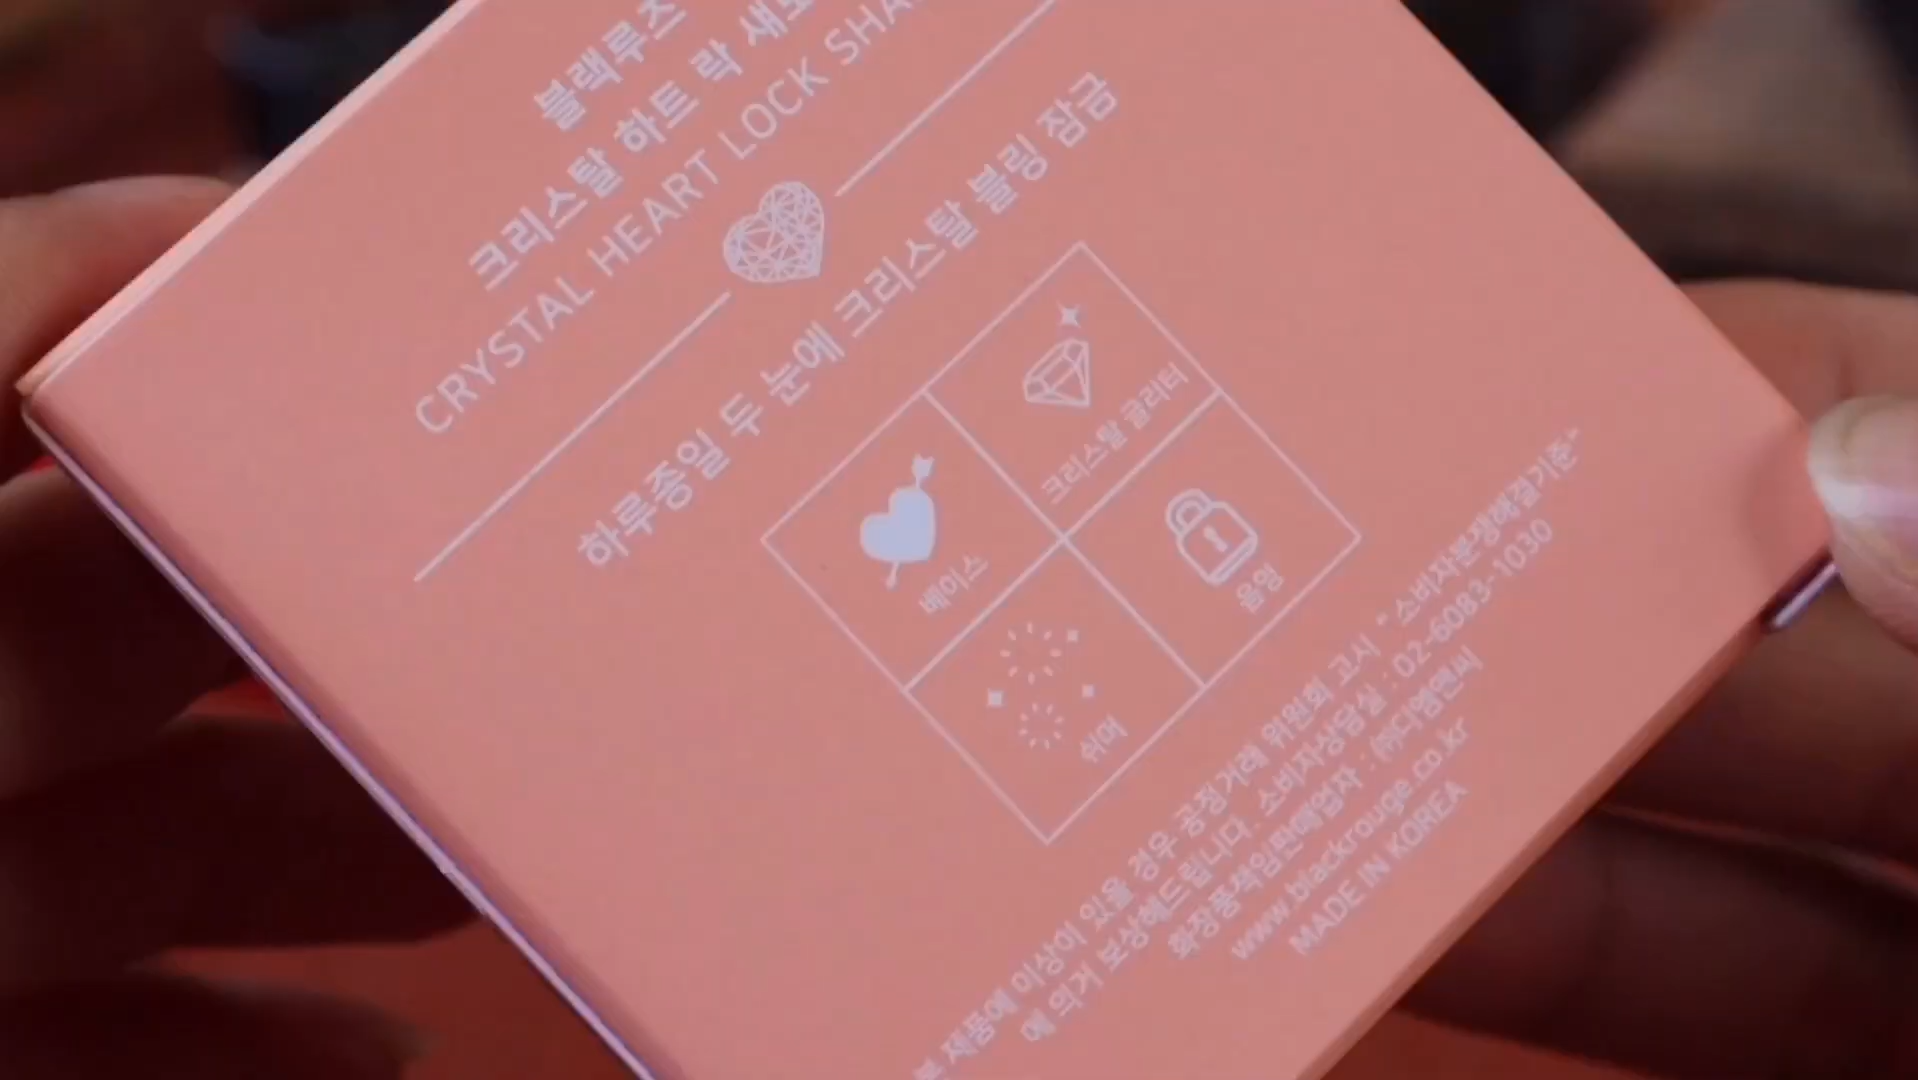 블랙루즈
크리스탈 하트 락 섀도
CRYSTAL HEART LOCK SHA
하루종일 두 눈에 크리스탈 블링 잠금
크리스탈 글리터
베이스
음영
쉬머
본 제품에 이상이 있을 경우 공정거래 위원회 고시 "소비자분쟁해결기준"
에 의거 보상해드립니다. 소비자상담실 : 02-6083-1030
화장품책임판매업자 : ㈜디엠앤씨
www.blackrouge.co.kr
MADE IN KOREA